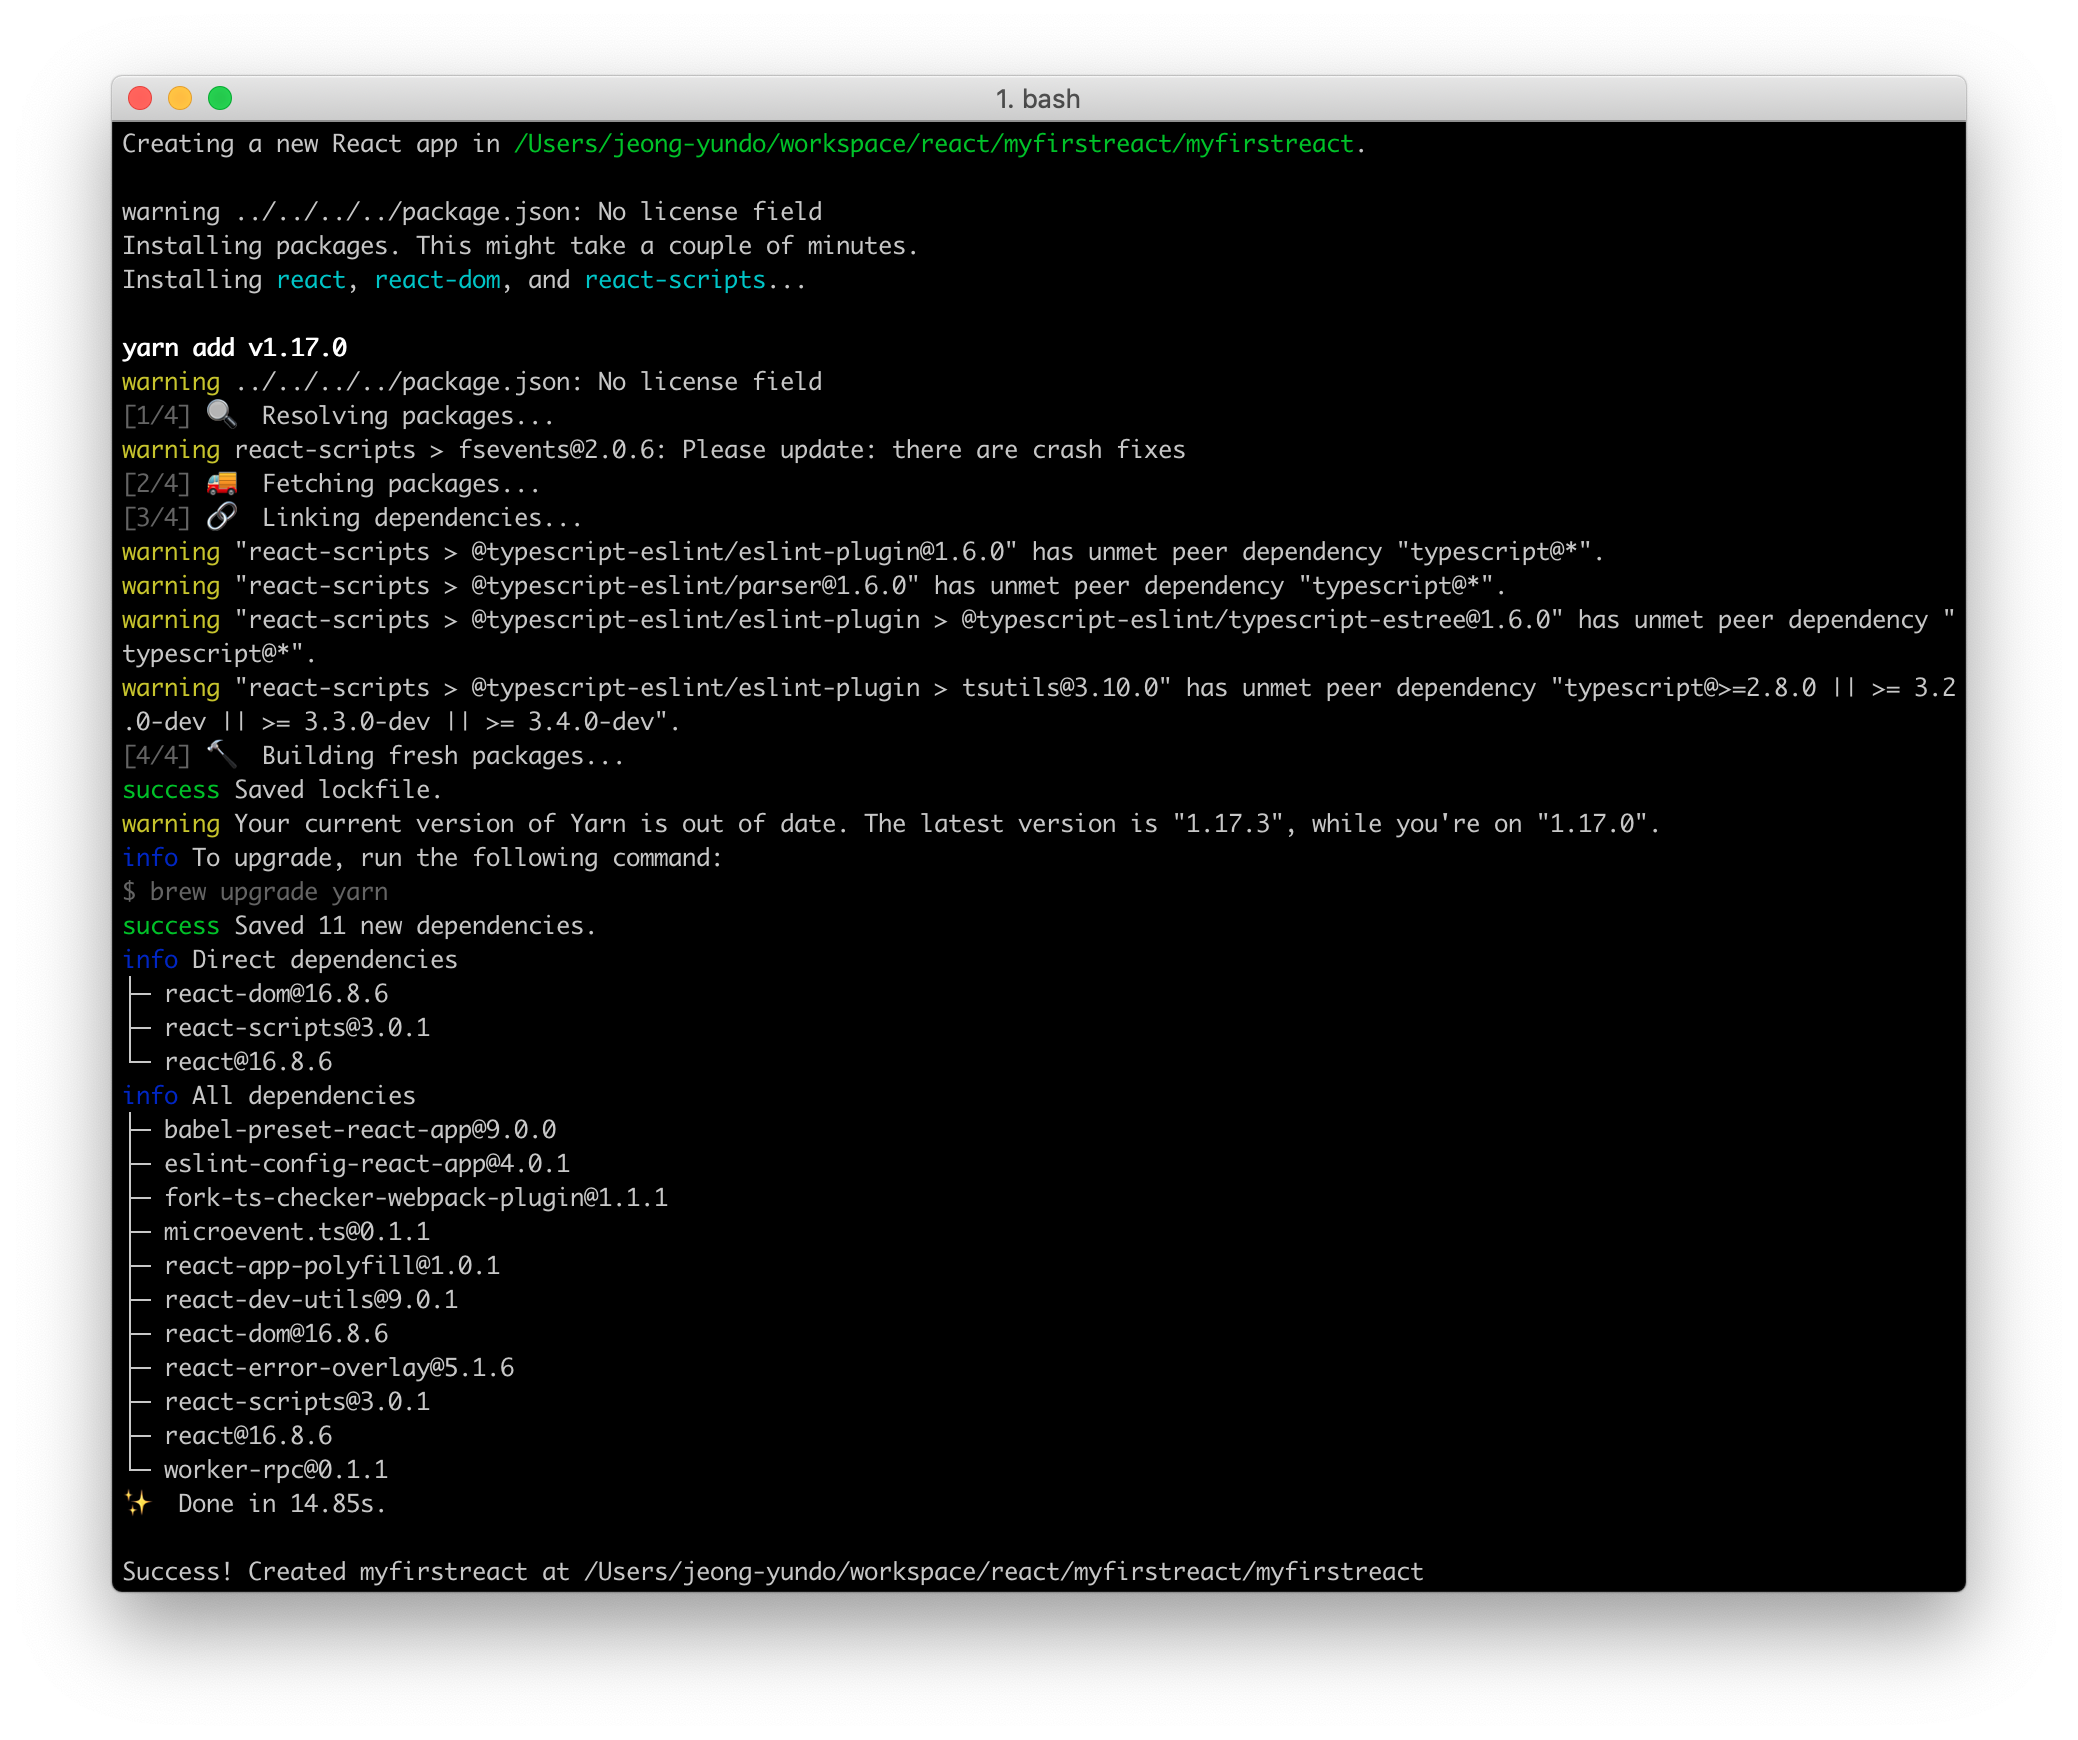 1. bash
Creating a new React app in /Users/jeong-yundo/workspace/react/myfirstreact/myfirstreact.
warning ../../../../package.json: No license field
Installing packages. This might take a couple of minutes.
Installing react, react-dom, and react-scripts...
yarn add v1.17.0
warning ../../../../package.json: No license field
[1/4] 🔍  Resolving packages...
warning react-scripts > fsevents@2.0.6: Please update: there are crash fixes
[2/4] 🚚  Fetching packages...
[3/4] 🔗  Linking dependencies...
warning "react-scripts > @typescript-eslint/eslint-plugin@1.6.0" has unmet peer dependency "typescript@*".
warning "react-scripts > @typescript-eslint/parser@1.6.0" has unmet peer dependency "typescript@*".
warning "react-scripts > @typescript-eslint/eslint-plugin > @typescript-eslint/typescript-estree@1.6.0" has unmet peer dependency "
typescript@*".
warning "react-scripts > @typescript-eslint/eslint-plugin > tsutils@3.10.0" has unmet peer dependency "typescript@>=2.8.0 || >= 3.2
.0-dev || >= 3.3.0-dev || >= 3.4.0-dev".
[4/4] 🔨  Building fresh packages...
success Saved lockfile.
warning Your current version of Yarn is out of date. The latest version is "1.17.3", while you're on "1.17.0".
info To upgrade, run the following command:
$ brew upgrade yarn
success Saved 11 new dependencies.
info Direct dependencies
├─ react-dom@16.8.6
├─ react-scripts@3.0.1
└─ react@16.8.6
info All dependencies
├─ babel-preset-react-app@9.0.0
├─ eslint-config-react-app@4.0.1
├─ fork-ts-checker-webpack-plugin@1.1.1
├─ microevent.ts@0.1.1
├─ react-app-polyfill@1.0.1
├─ react-dev-utils@9.0.1
├─ react-dom@16.8.6
├─ react-error-overlay@5.1.6
├─ react-scripts@3.0.1
├─ react@16.8.6
└─ worker-rpc@0.1.1
✨  Done in 14.85s.
Success! Created myfirstreact at /Users/jeong-yundo/workspace/react/myfirstreact/myfirstreact